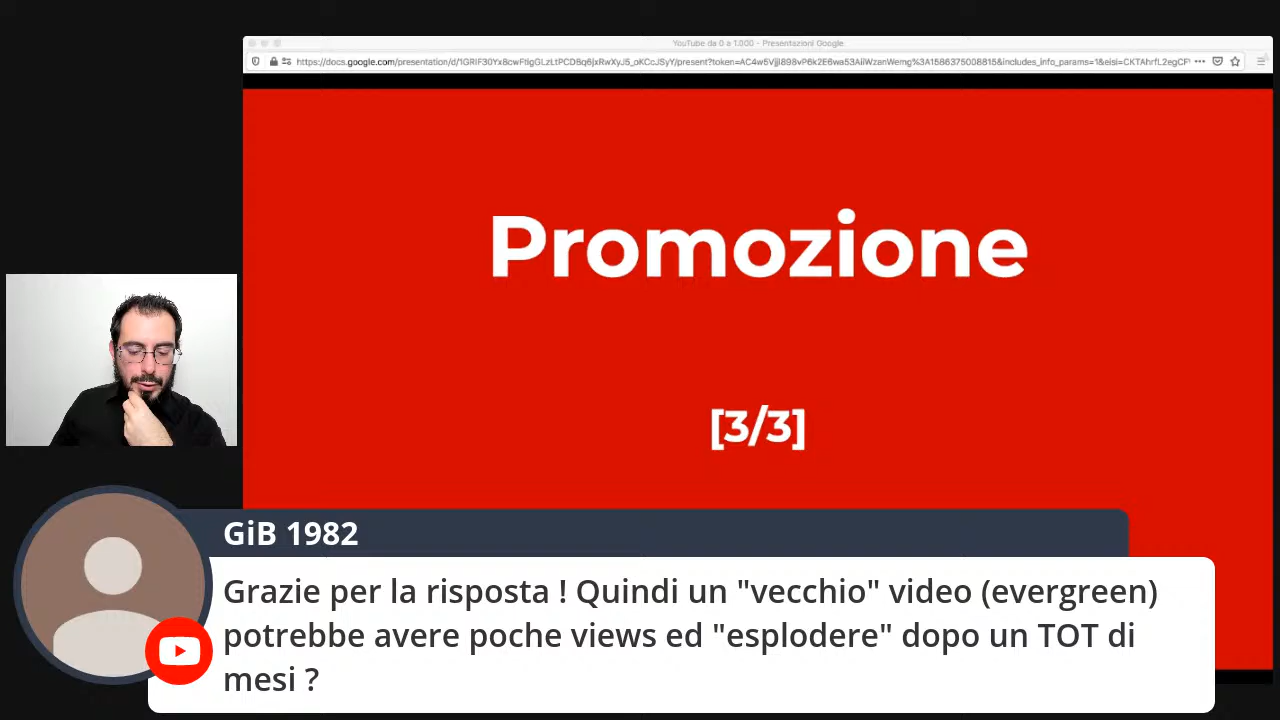 YouTube da 0 a 1.000 - Presentazioni Google
Promozione
[3/3]
GiB 1982
Grazie per la risposta ! Quindi un "vecchio" video (evergreen)
potrebbe avere poche views ed "esplodere" dopo un TOT di
mesi ?